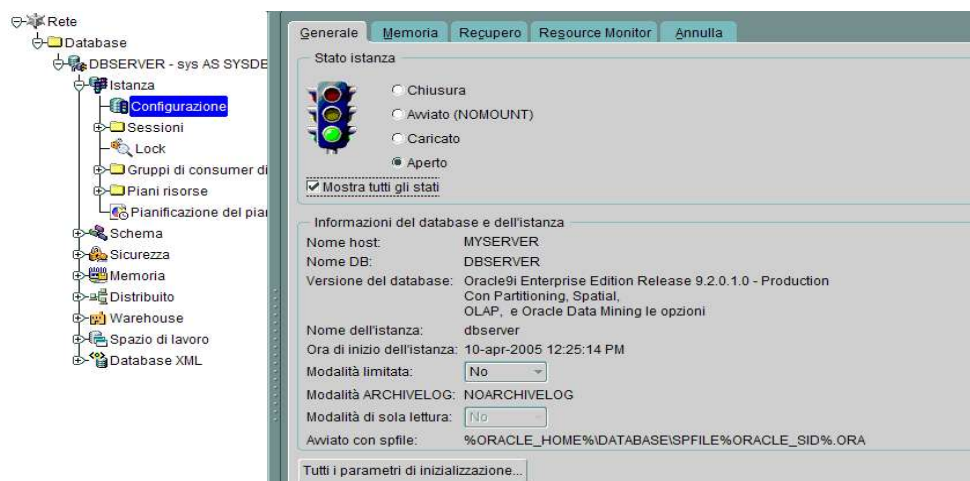 Rete
Database
DBSERVER - sys AS SYSDE
Istanza
Configurazione
Sessioni
Lock
Gruppi di consumer di
Piani risorse
Pianificazione del piar
Schema
Sicurezza
Memoria
Distribuito
Warehouse
Spazio di lavoro
Database XML
Generale
Memoria
Recupero
Resource Monitor
Annulla
Stato istanza
Chiusura
Avviato (NOMOUNT)
Caricato
Aperto
Mostra tutti gli stati
Informazioni del database e dell'istanza
Nome host: MYSERVER
Nome DB: DBSERVER
Versione del database: Oracle9i Enterprise Edition Release 9.2.0.1.0 - Production
Con Partitioning, Spatial,
OLAP, e Oracle Data Mining le opzioni
Nome dell'istanza: dbserver
Ora di inizio dell'istanza: 10-apr-2005 12:25:14 PM
Modalità limitata: No
Modalità ARCHIVELOG: NOARCHIVELOG
Modalità di sola lettura: No
Avviato con spfile: %ORACLE_HOME%\DATABASE\SPFILE%ORACLE_SID%.ORA
Tutti i parametri di inizializzazione...